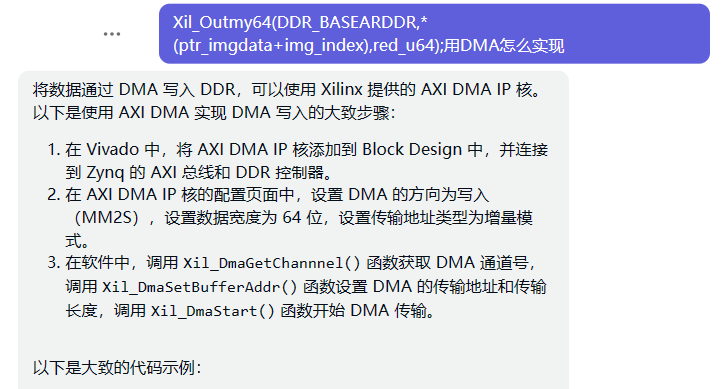 Xil_Outmy64(DDR_BASEARDDR,*
(ptr_imgdata+img_index),red_u64);用DMA怎么实现
将数据通过 DMA 写入 DDR，可以使用 Xilinx 提供的 AXI DMA IP 核。
以下是使用 AXI DMA 实现 DMA 写入的大致步骤：
1. 在 Vivado 中，将 AXI DMA IP 核添加到 Block Design 中，并连接
到 Zynq 的 AXI 总线和 DDR 控制器。
2. 在 AXI DMA IP 核的配置页面中，设置 DMA 的方向为写入
（MM2S），设置数据宽度为 64 位，设置传输地址类型为增量模
式。
3. 在软件中，调用 Xil_DmaGetChannnel() 函数获取 DMA 通道号，
调用 Xil_DmaSetBufferAddr() 函数设置 DMA 的传输地址和传输
长度，调用 Xil_DmaStart() 函数开始 DMA 传输。
以下是大致的代码示例：